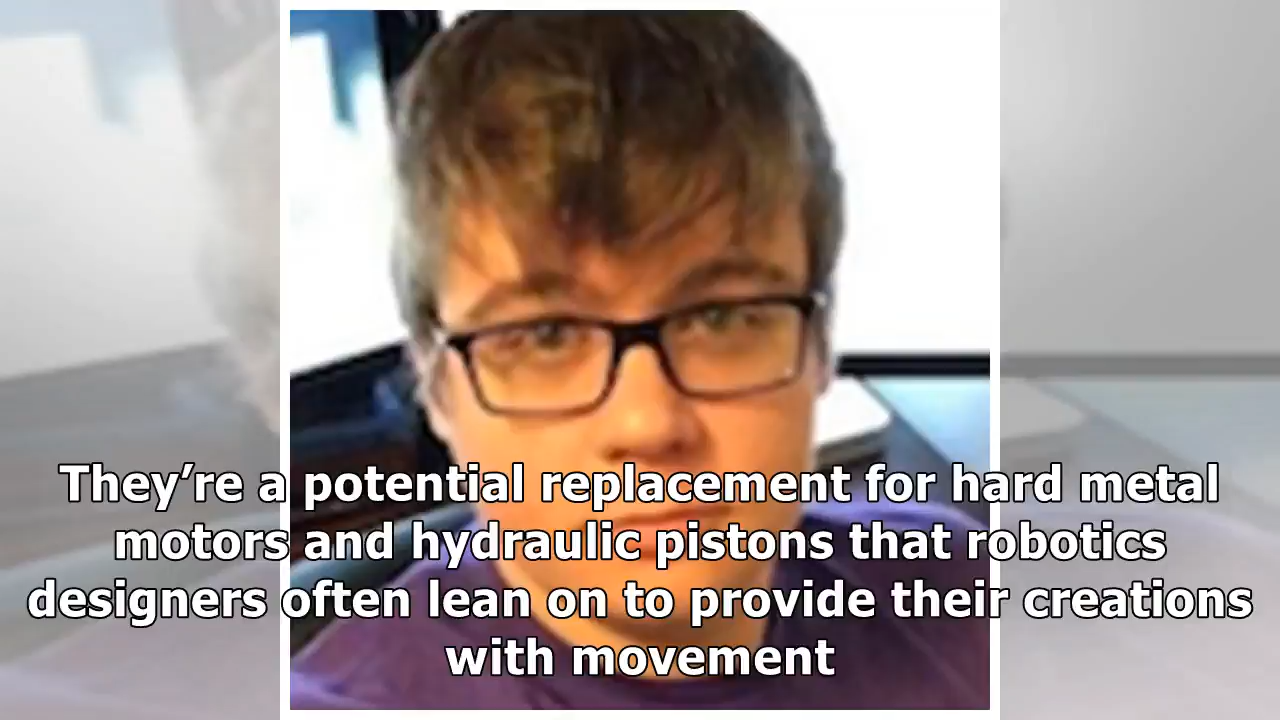 They’re a potential replacement for hard metal
motors and hydraulic pistons that robotics
designers often lean on to provide their creations
with movement